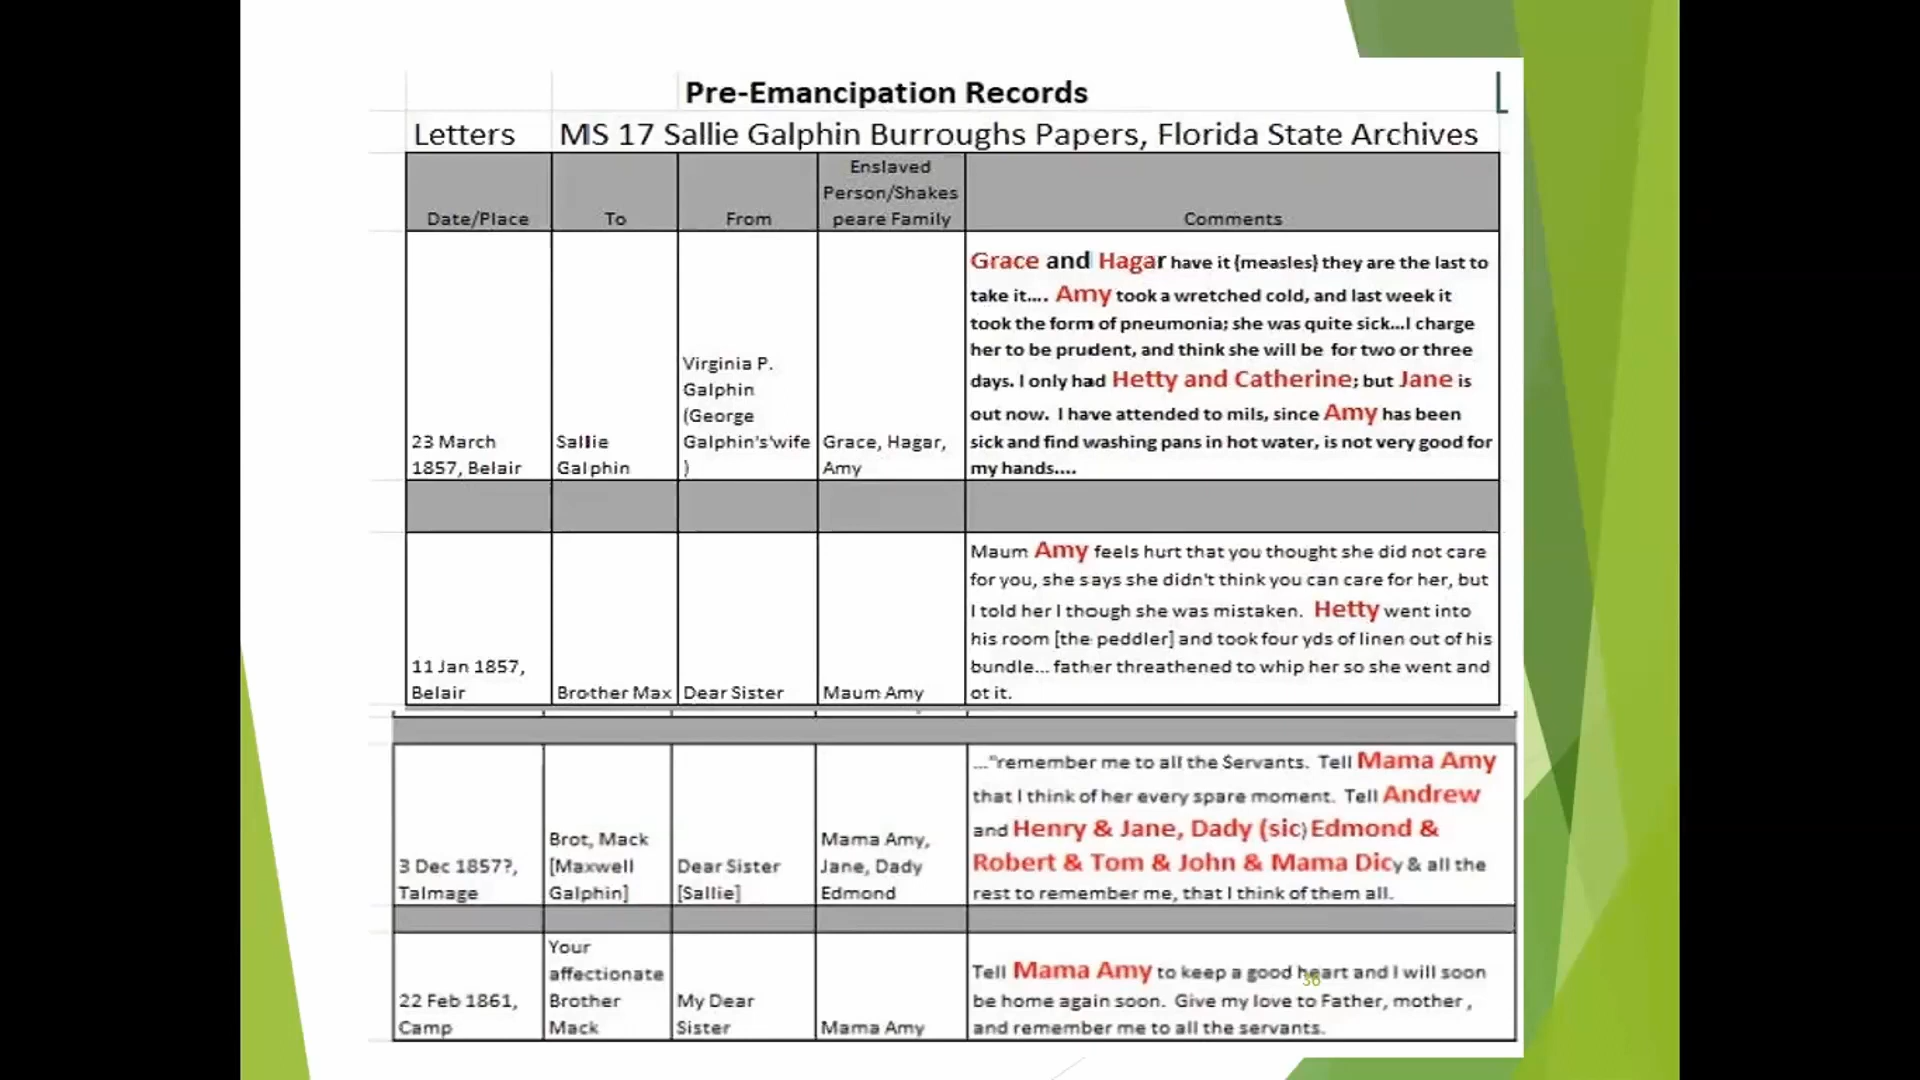 Pre-Emancipation Records
Letters MS 17 Sallie Galphin Burroughs Papers, Florida State Archives
Date/Place
To
From
Enslaved
Person/Shakes
peare Family
Comments
23 March
1857, Belair
Sallie
Galphin
Virginia P.
Galphin
(George
Galphin's'wife
)
Grace, Hagar,
Amy
Grace and Hagar have it (measles) they are the last to
take it.... Amy took a wretched cold, and last week it
took the form of pneumonia; she was quite sick...I charge
her to be prudent, and think she will be for two or three
days. I only had Hetty and Catherine; but Jane is
out now. I have attended to mils, since Amy has been
sick and find washing pans in hot water, is not very good for
my hands....
11 Jan 1857,
Belair
Brother Max
Dear Sister
Maum Amy
Maum Amy feels hurt that you thought she did not care
for you, she says she didn't think you can care for her, but
I told her I though she was mistaken. Hetty went into
his room [the peddler] and took four yds of linen out of his
bundle... father threathened to whip her so she went and
ot it.
3 Dec 1857?,
Talmage
Brot, Mack
[Maxwell
Galphin]
Dear Sister
[Sallie]
Mama Amy,
Jane, Dady
Edmond
..."remember me to all the Servants. Tell Mama Amy
that I think of her every spare moment. Tell Andrew
and Henry & Jane, Dady (sic) Edmond &
Robert & Tom & John & Mama Dicy & all the
rest to remember me, that I think of them all.
22 Feb 1861,
Camp
Your
affectionate
Brother
Mack
My Dear
Sister
Mama Amy
Tell Mama Amy to keep a good heart and I will soon
be home again soon. Give my love to Father, mother ,
and remember me to all the servants.
36